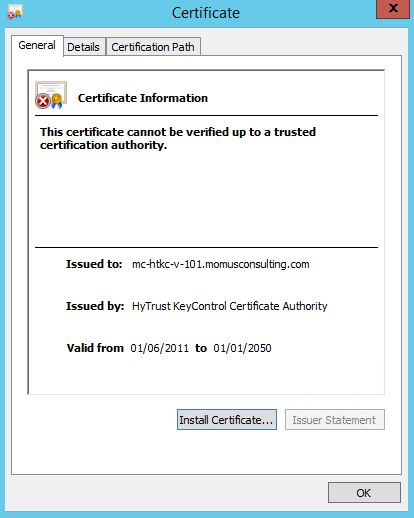 Certificate
x
General Details Certification Path
Certificate Information
This certificate cannot be verified up to a trusted
certification authority.
Issued to: mc-htkc-v-101.momusconsulting.com
Issued by: HyTrust KeyControl Certificate Authority
Valid from 01/06/2011 to 01/01/2050
Install Certificate... Issuer Statement
OK